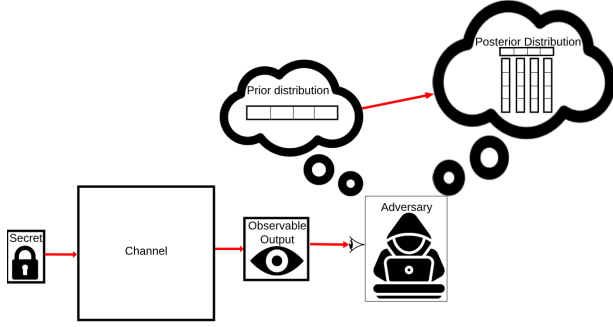 Posterior Distribution
Prior distribution
Adversary
Secret
Channel
Observable
Output